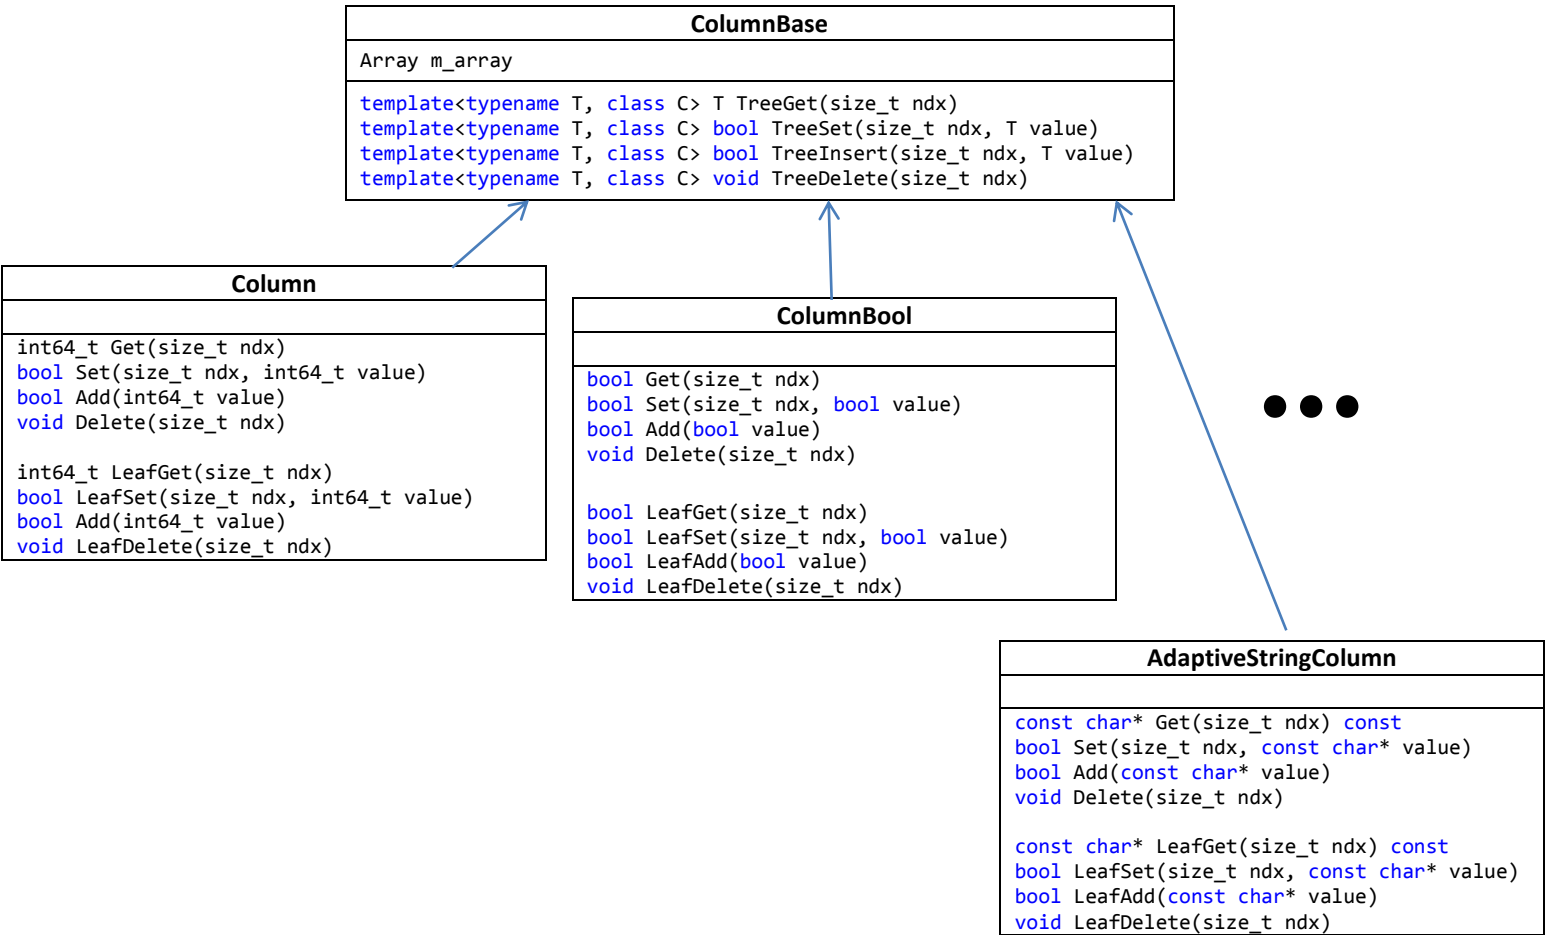 ColumnBase
Array m_array
template<typename T, class C> T TreeGet(size_t ndx)
template<typename T, class C> bool TreeSet(size_t ndx, T value)
template<typename T, class C> bool TreeInsert(size_t ndx, T value)
template<typename T, class C> void TreeDelete(size_t ndx)
Column
int64_t Get(size_t ndx)
bool Set(size_t ndx, int64_t value)
bool Add(int64_t value)
void Delete(size_t ndx)
int64_t LeafGet(size_t ndx)
bool LeafSet(size_t ndx, int64_t value)
bool Add(int64_t value)
void LeafDelete(size_t ndx)
ColumnBool
bool Get(size_t ndx)
bool Set(size_t ndx, bool value)
bool Add(bool value)
void Delete(size_t ndx)
bool LeafGet(size_t ndx)
bool LeafSet(size_t ndx, bool value)
bool LeafAdd(bool value)
void LeafDelete(size_t ndx)
AdaptiveStringColumn
const char* Get(size_t ndx) const
bool Set(size_t ndx, const char* value)
bool Add(const char* value)
void Delete(size_t ndx)
const char* LeafGet(size_t ndx) const
bool LeafSet(size_t ndx, const char* value)
bool LeafAdd(const char* value)
void LeafDelete(size_t ndx)